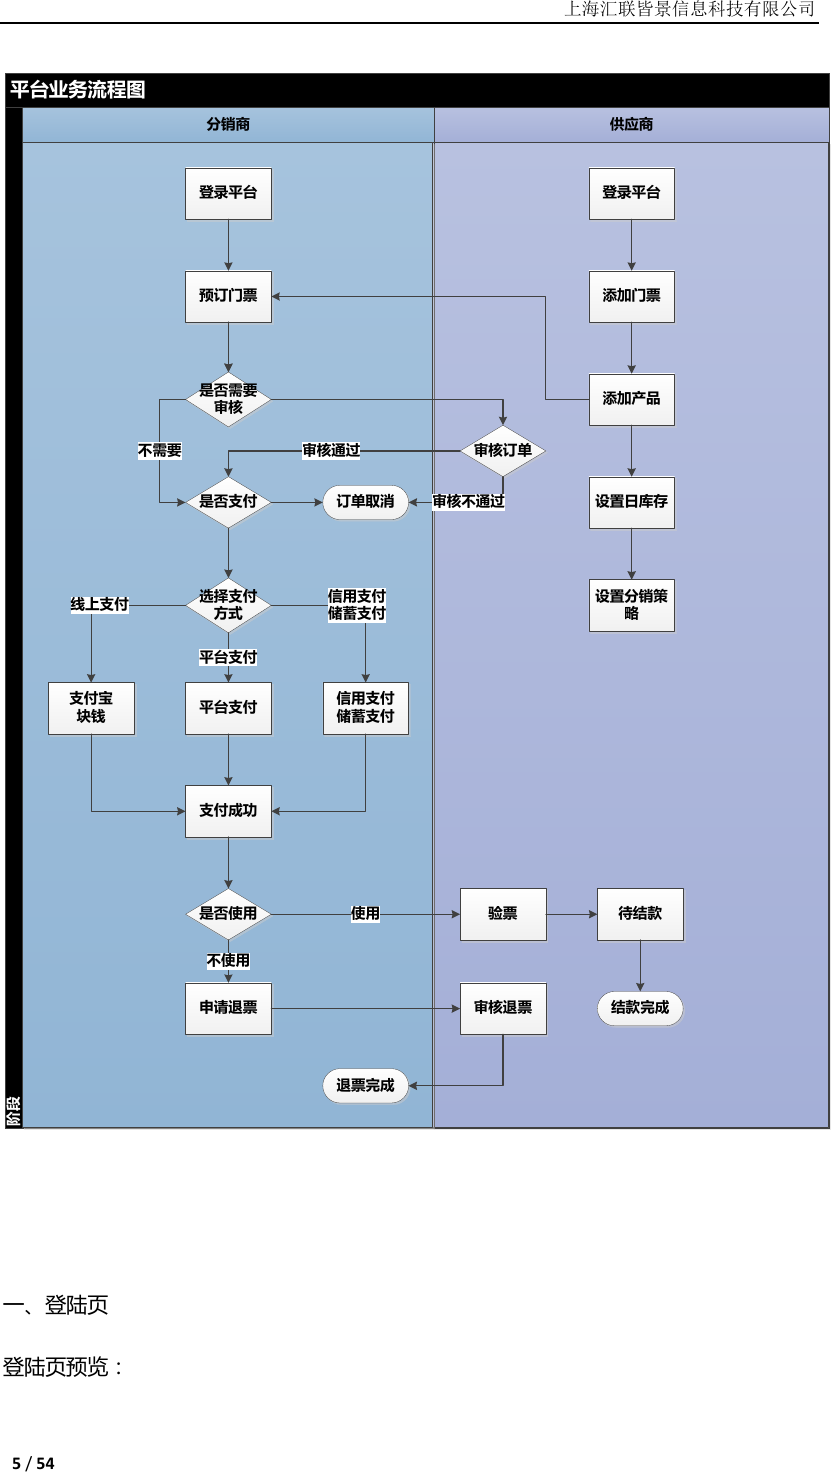 上海汇联皆景信息科技有限公司
平台业务流程图
分销商
供应商
登录平台
登录平台
预订门票
添加门票
是否需要
审核
添加产品
不需要
审核通过
审核订单
是否支付
订单取消
审核不通过
设置日库存
线上支付
选择支付
方式
信用支付
储蓄支付
设置分销策
略
平台支付
支付宝
块钱
平台支付
信用支付
储蓄支付
支付成功
是否使用
使用
验票
待结款
不使用
申请退票
审核退票
结款完成
退票完成
阶段
一、登陆页
登陆页预览：
5 / 54